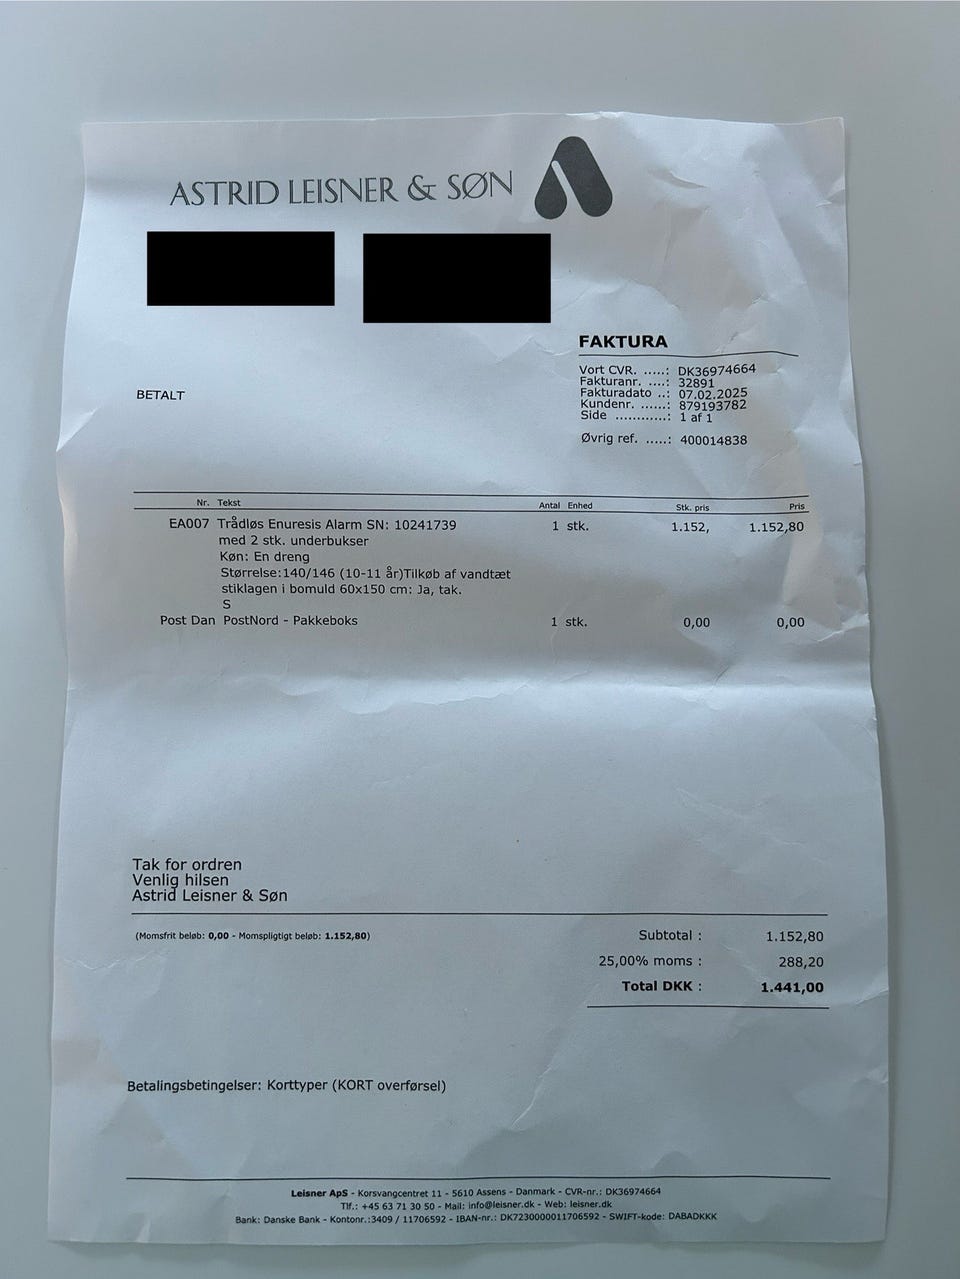 ASTRID LEISNER & SØN
FAKTURA
Vort CVR. .....: DK36974664
Fakturanr. ....: 32891
Fakturadato ..: 07.02.2025
Kundenr. ......: 879193782
Side ............: 1 af 1
Øvrig ref. .....: 400014838
BETALT
Nr. Tekst Antal Enhed Stk. pris Pris
EA007 Trådløs Enuresis Alarm SN: 10241739 1 stk. 1.152, 1.152,80
med 2 stk. underbukser
Køn: En dreng
Størrelse:140/146 (10-11 år)Tilkøb af vandtæt
stiklagen i bomuld 60x150 cm: Ja, tak.
S
Post Dan PostNord - Pakkeboks 1 stk. 0,00 0,00
Tak for ordren
Venlig hilsen
Astrid Leisner & Søn
(Momsfrit beløb: 0,00 - Momspligtigt beløb: 1.152,80)
Subtotal : 1.152,80
25,00% moms : 288,20
Total DKK : 1.441,00
Betalingsbetingelser: Korttyper (KORT overførsel)
Leisner ApS - Korsvangcentret 11 - 5610 Assens - Danmark - CVR-nr.: DK36974664
Tlf.: +45 63 71 30 50 - Mail: info@leisner.dk - Web: leisner.dk
Bank: Danske Bank - Kontonr.:3409 / 11706592 - IBAN-nr.: DK7230000011706592 - SWIFT-kode: DABADKKK